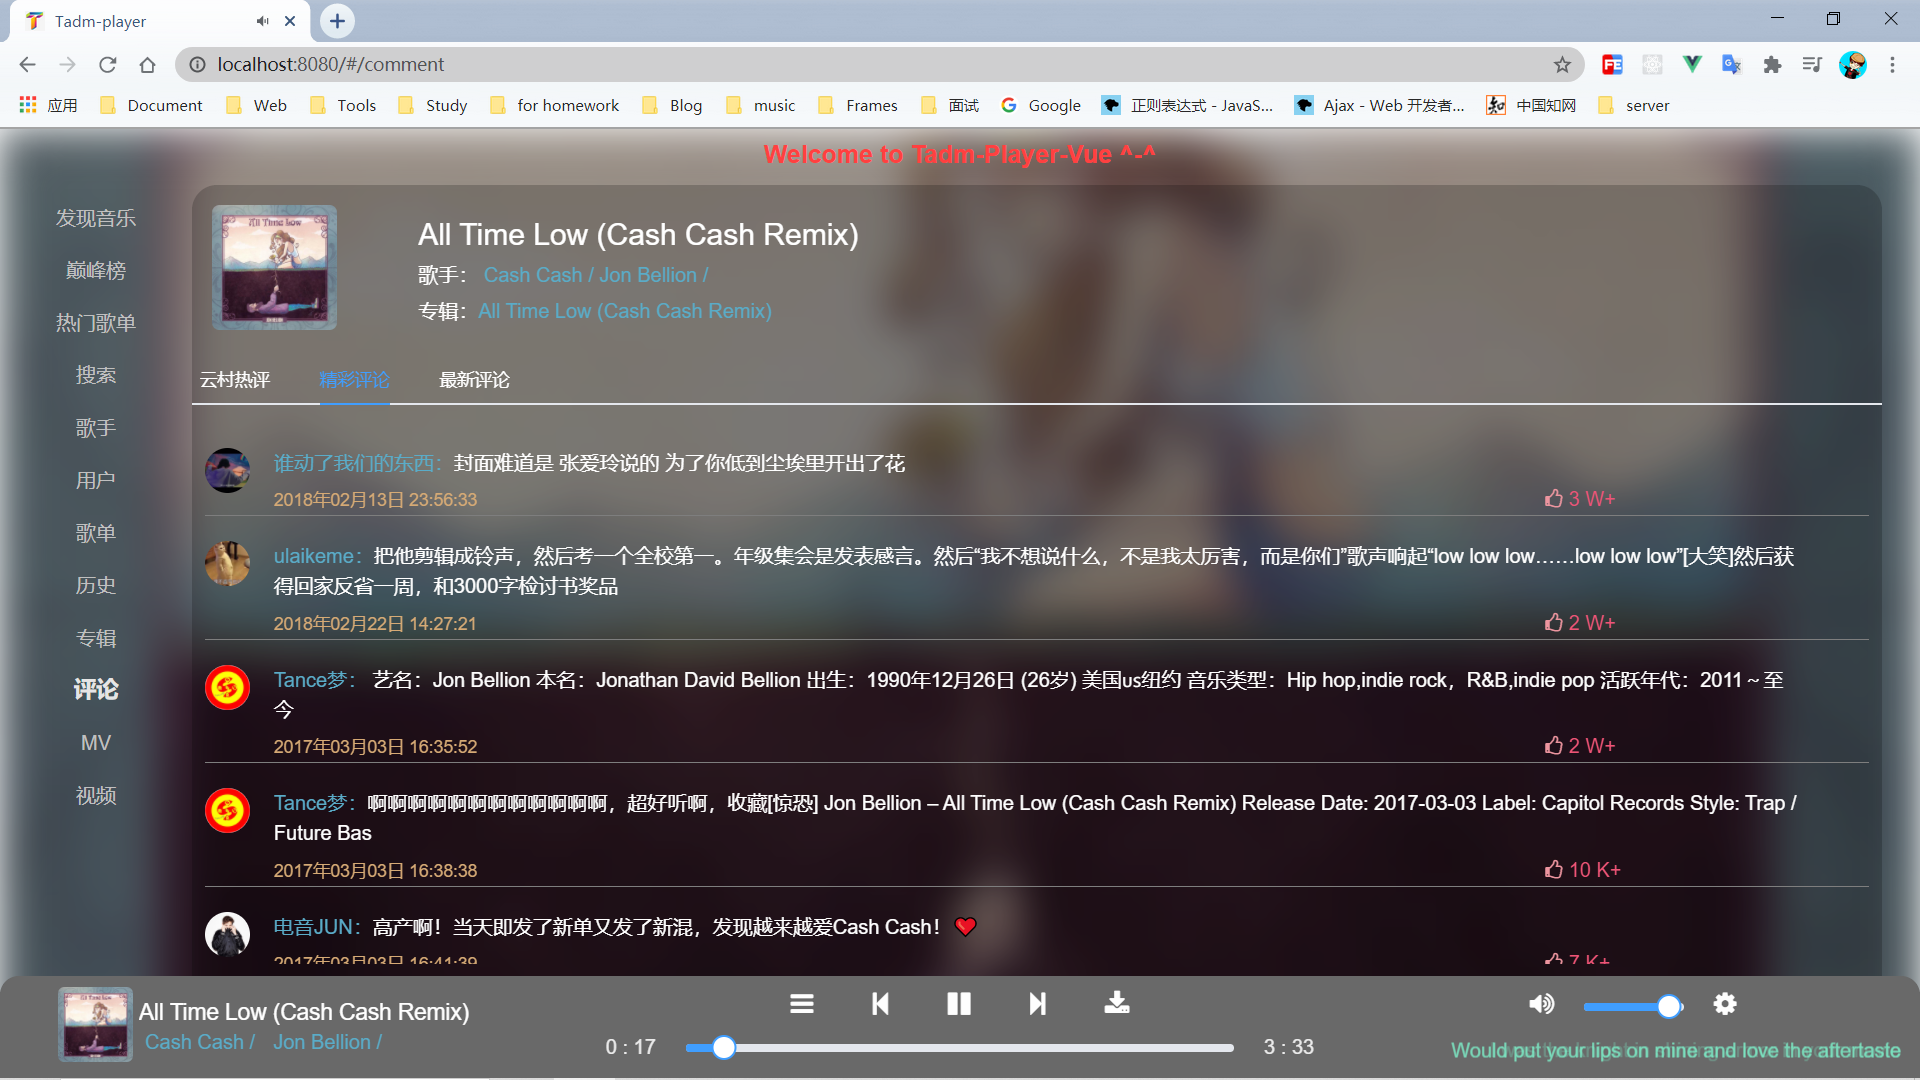 Tadm-player
localhost:8080/#/comment
应用 Document Web Tools Study for homework Blog music Frames 面试 Google 正则表达式 - JavaS... Ajax - Web 开发者... 中国知网 server
Welcome to Tadm-Player-Vue ^-^
发现音乐
巅峰榜
热门歌单
搜索
歌手
用户
歌单
历史
专辑
评论
MV
视频
All Time Low (Cash Cash Remix)
歌手： Cash Cash / Jon Bellion /
专辑：All Time Low (Cash Cash Remix)
云村热评 精彩评论 最新评论
谁动了我们的东西：封面难道是 张爱玲说的 为了你低到尘埃里开出了花
2018年02月13日 23:56:33 3 W+
ulaikeme：把他剪辑成铃声，然后考一个全校第一。年级集会是发表感言。然后“我不想说什么，不是我太厉害，而是你们”歌声响起“low low low……low low low”[大笑]然后获
得回家反省一周，和3000字检讨书奖品
2018年02月22日 14:27:21 2 W+
Tance梦： 艺名：Jon Bellion 本名：Jonathan David Bellion 出生：1990年12月26日 (26岁) 美国us纽约 音乐类型：Hip hop,indie rock，R&B,indie pop 活跃年代：2011～至
今
2017年03月03日 16:35:52 2 W+
Tance梦：啊啊啊啊啊啊啊啊啊啊啊啊，超好听啊，收藏[惊恐] Jon Bellion – All Time Low (Cash Cash Remix) Release Date: 2017-03-03 Label: Capitol Records Style: Trap /
Future Bas
2017年03月03日 16:38:38 10 K+
电音JUN：高产啊！当天即发了新单又发了新混，发现越来越爱Cash Cash！ ❤
2017年03月03日 16:41:39 7 K+
All Time Low (Cash Cash Remix)
Cash Cash / Jon Bellion /
0 : 17 3 : 33
Would put your lips on mine and love the aftertaste